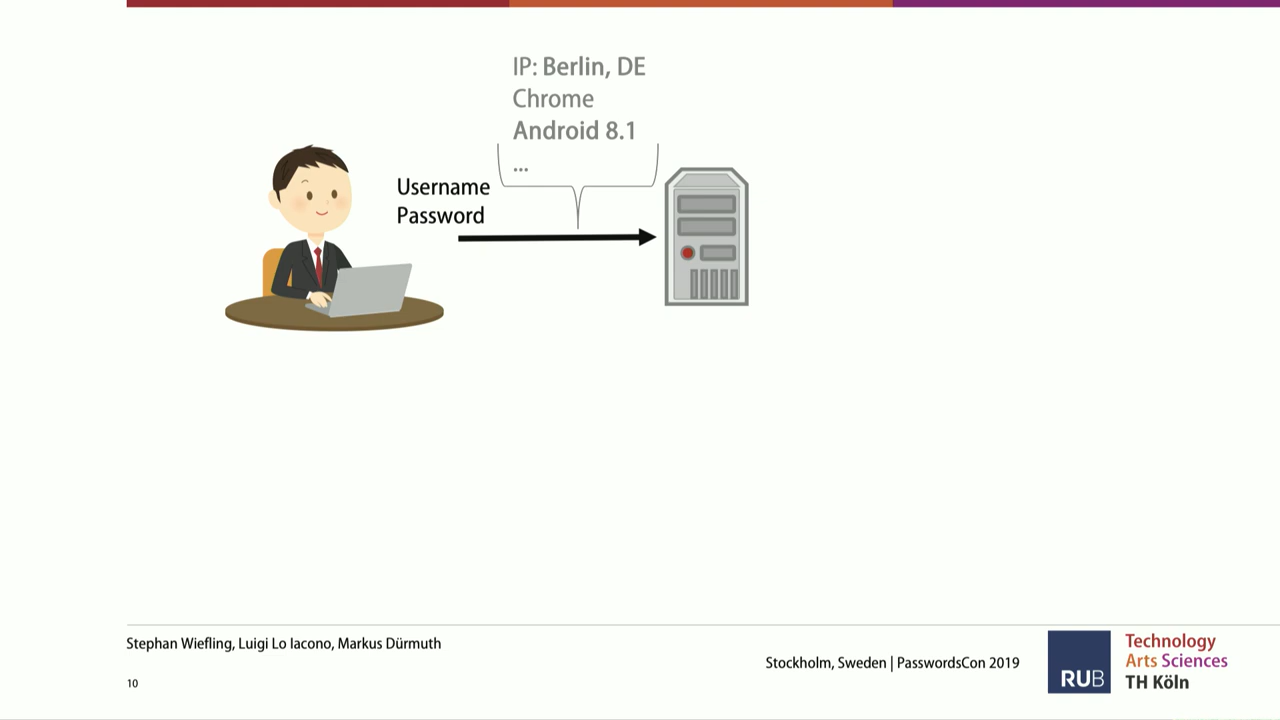 IP: Berlin, DE
Chrome
Android 8.1
...
Username
Password
Stephan Wiefling, Luigi Lo Iacono, Markus Dürmuth
10
Stockholm, Sweden | PasswordsCon 2019
RUB
Technology
Arts Sciences
TH Köln